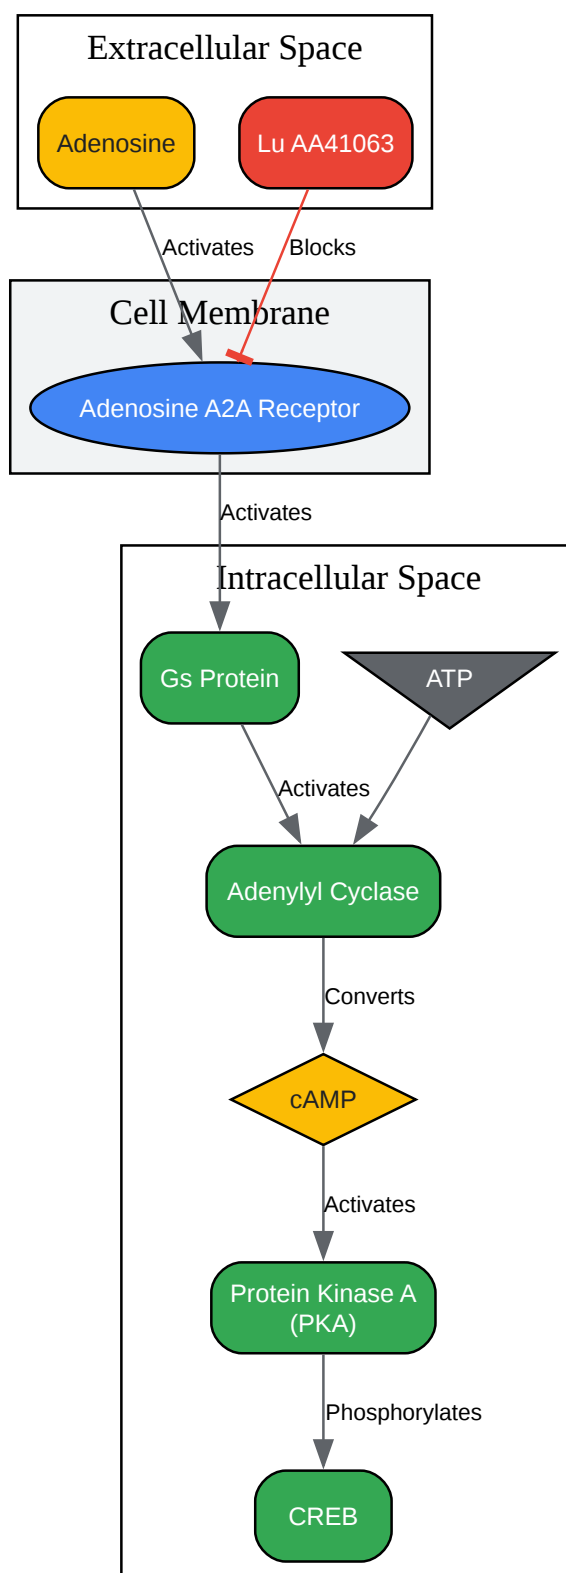 Extracellular Space
Adenosine
Lu AA41063
Activates
Blocks
Cell Membrane
Adenosine A2A Receptor
Activates
Intracellular Space
Gs Protein
ATP
Activates
Adenylyl Cyclase
Converts
cAMP
Activates
Protein Kinase A
(PKA)
Phosphorylates
CREB